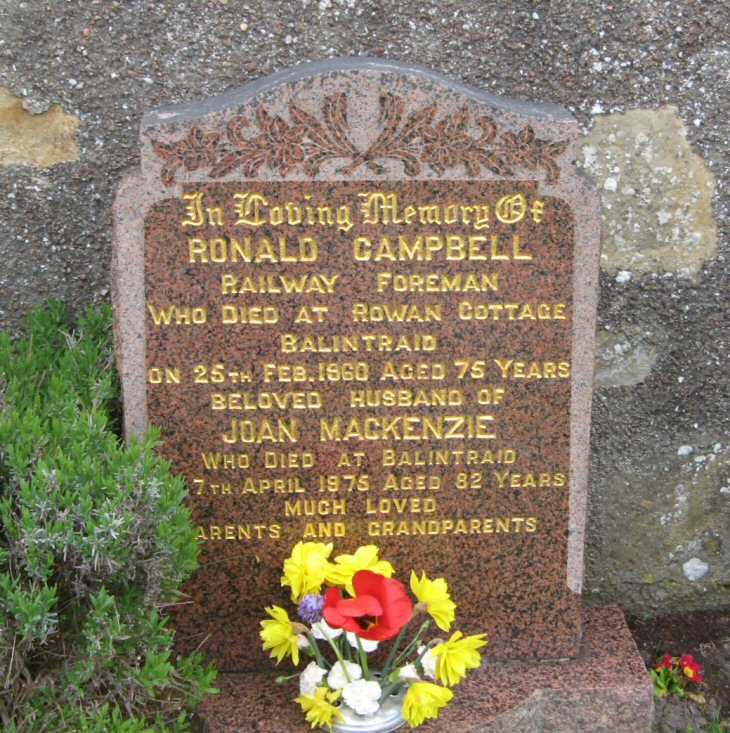 In Loving Memory Of
RONALD CAMPBELL
RAILWAY FOREMAN
WHO DIED AT ROWAN COTTAGE
BALINTRAID
ON 25TH FEB. 1960 AGED 75 YEARS
BELOVED HUSBAND OF
JOAN MACKENZIE
WHO DIED AT BALINTRAID
7TH APRIL 1975 AGED 82 YEARS
MUCH LOVED
ARENTS AND GRANDPARENTS